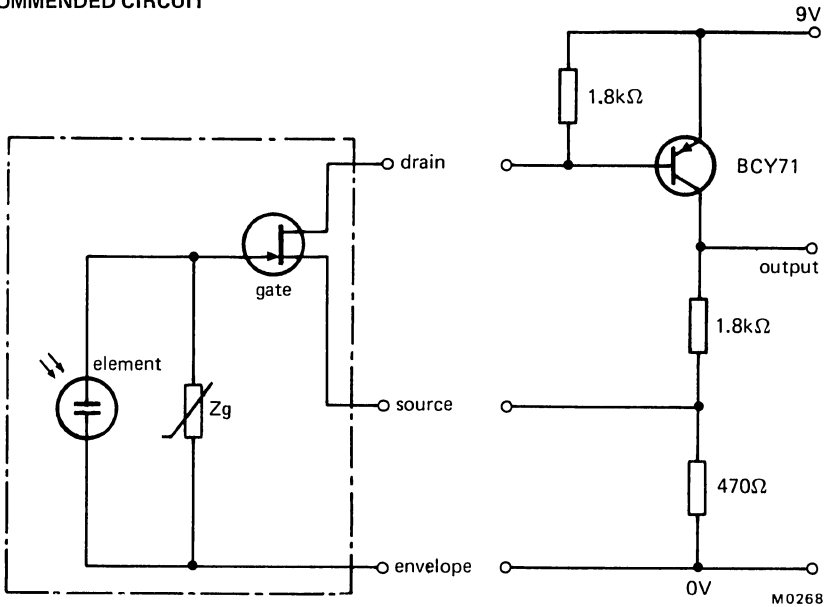 OMMENDED CIRCUIT
9V
1.8kΩ
drain
BCY71
gate
output
1.8kΩ
element
Zg
source
470Ω
envelope
0V
M0268